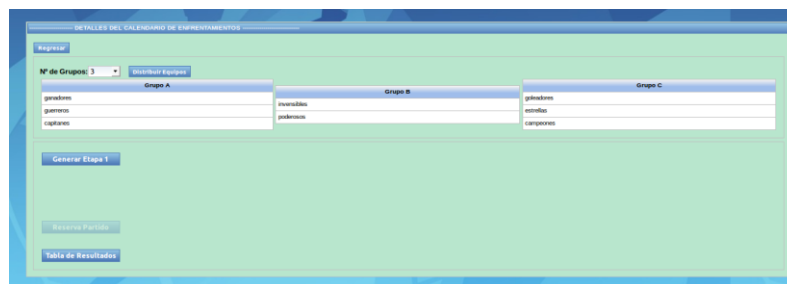 DETALLES DEL CALENDARIO DE ENFRENTAMIENTOS
Regresar
Nº de Grupos: 3
Distribuir Equipos
Grupo A
ganadores
guerreros
capitanes
Grupo B
invensibles
poderosos
Grupo C
goleadores
estrellas
campeones
Generar Etapa 1
Reserva Partido
Tabla de Resultados